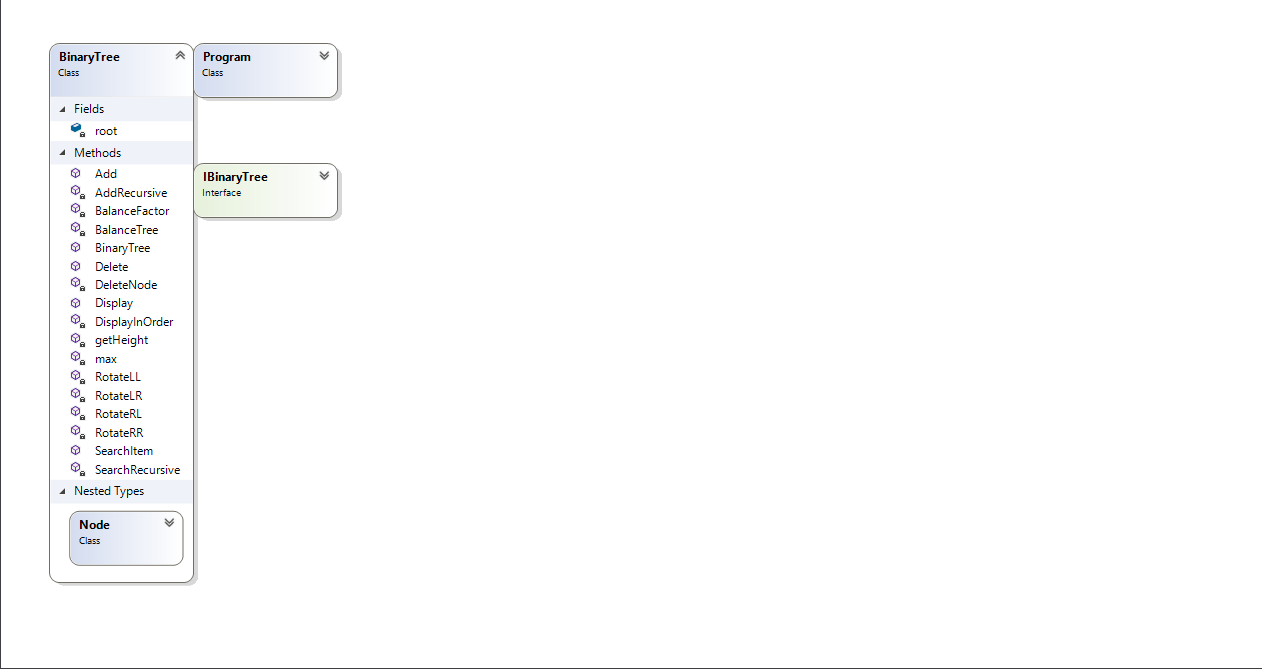 BinaryTree
Class
Fields
root
Methods
Add
AddRecursive
BalanceFactor
BalanceTree
BinaryTree
Delete
DeleteNode
Display
DisplayInOrder
getHeight
max
RotateLL
RotateLR
RotateRL
RotateRR
SearchItem
SearchRecursive
Nested Types
Node
Class
Program
Class
IBinaryTree
Interface